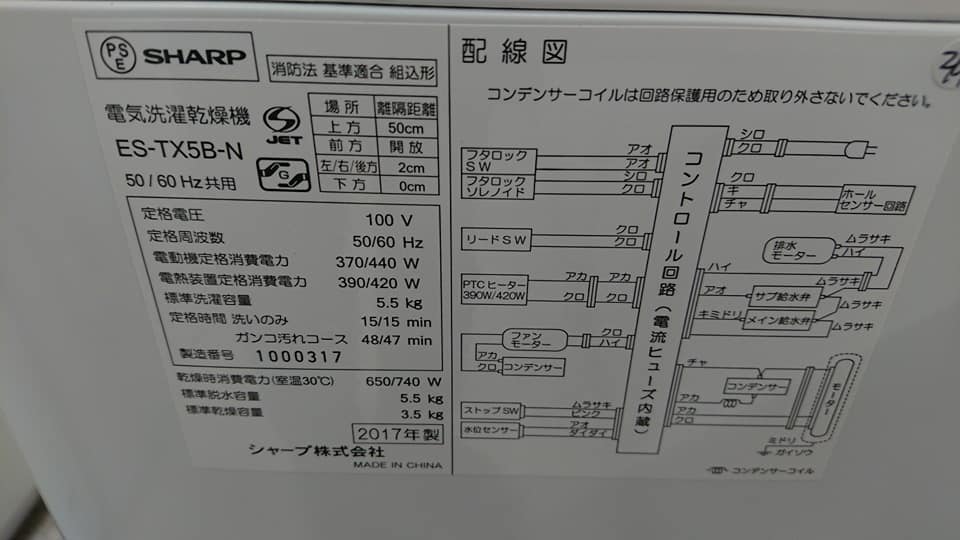 PSE SHARP
消防法 基準適合 組込形
電気洗濯乾燥機
ES-TX5B-N
50/60Hz共用
JET
G
場所 離隔距離
上方 50cm
前方 開放
左/右/後方 2cm
下方 0cm
定格電圧 100 V
定格周波数 50/60 Hz
電動機定格消費電力 370/440 W
電熱装置定格消費電力 390/420 W
標準洗濯容量 5.5 kg
定格時間 洗いのみ 15/15 min
ガンコ汚れコース 48/47 min
製造番号 1000317
乾燥時消費電力(室温30℃) 650/740 W
標準脱水容量 5.5 kg
標準乾燥容量 3.5 kg
2017年製
シャープ株式会社
MADE IN CHINA
配線図
コンデンサーコイルは回路保護用のため取り外さないでください。
フタロック
SW
アオ
アオ
フタロック
ソレノイド
シロ
クロ
リードSW
クロ
クロ
PTCヒーター
390W/420W
アカ アカ
クロ クロ
ファン
モーター
クロ
ハイ
アカ
クロ
コンデンサー
ストップSW
ムラサキ
ピンク
水位センサー
アオ
ダイダイ
コントロール回路(電流ヒューズ内蔵)
シロ
クロ
クロ
キ
チャ
ホール
センサー回路
排水
モーター
ムラサキ
ハイ
ハイ
ムラサキ
アオ
サブ給水弁
ムラサキ
キミドリ
メイン給水弁
ムラサキ
チャ
コンデンサー
アカ
アカ
クロ
モーター
ミドリ
ガイソウ
コンデンサーコイル